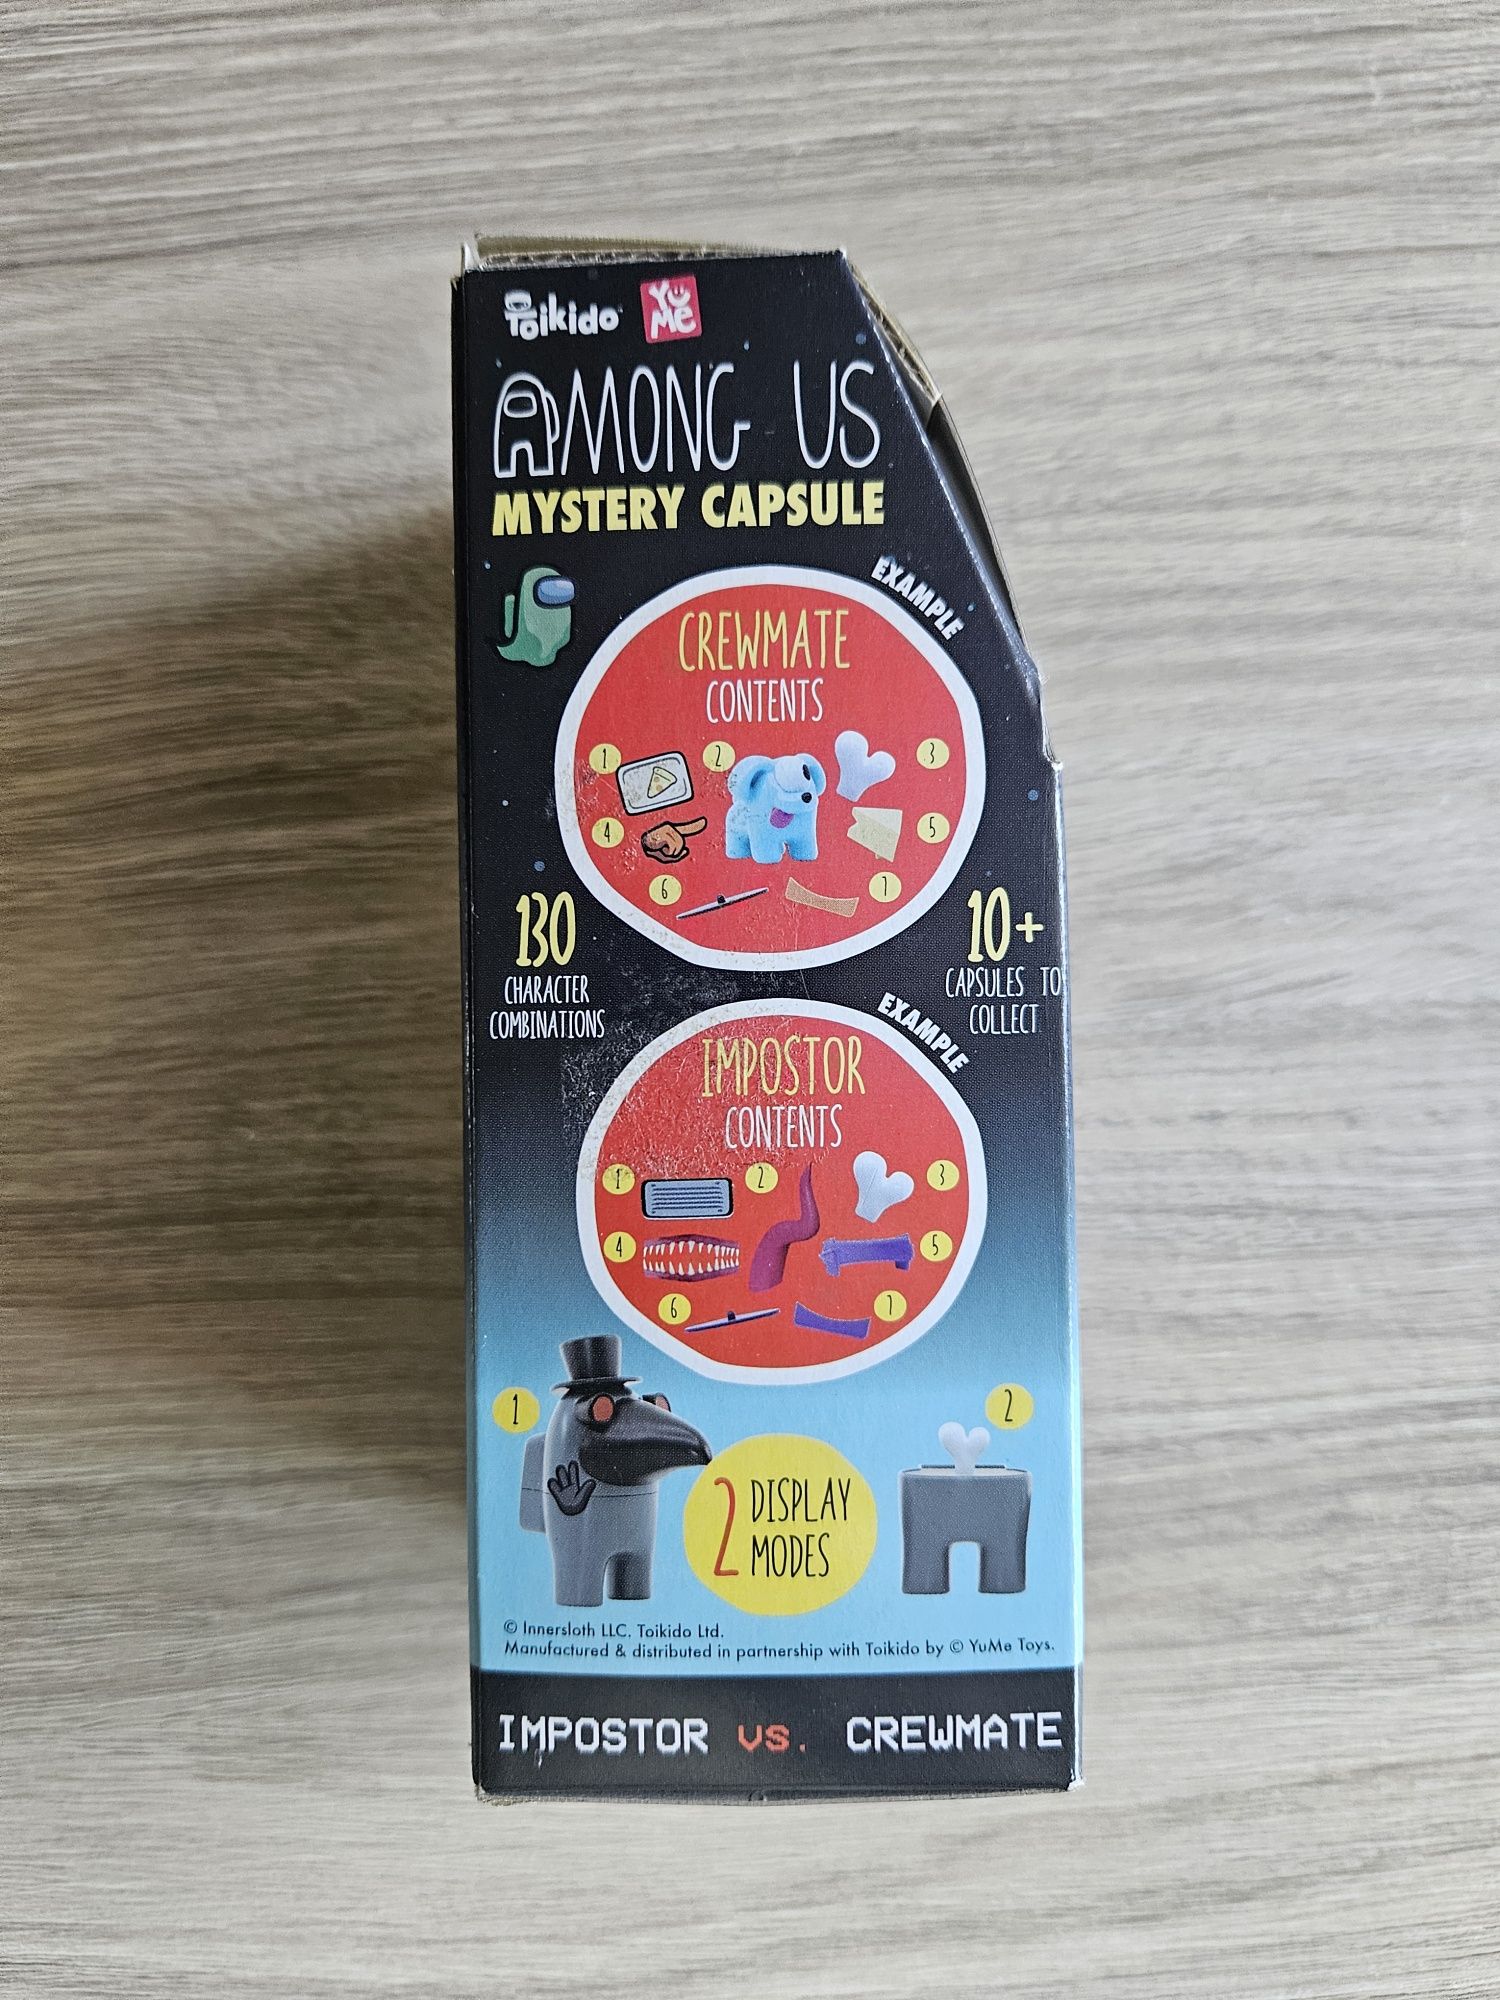 Toikido
YuMe
AMONG US
MYSTERY CAPSULE
EXAMPLE
CREWMATE
CONTENTS
1
2
3
4
5
6
7
130
CHARACTER
COMBINATIONS
10+
CAPSULES TO
COLLECT
EXAMPLE
IMPOSTOR
CONTENTS
1
2
3
4
5
6
7
1
2
2 DISPLAY
MODES
© Innersloth LLC. Toikido Ltd.
Manufactured & distributed in partnership with Toikido by © YuMe Toys.
IMPOSTOR VS. CREWMATE